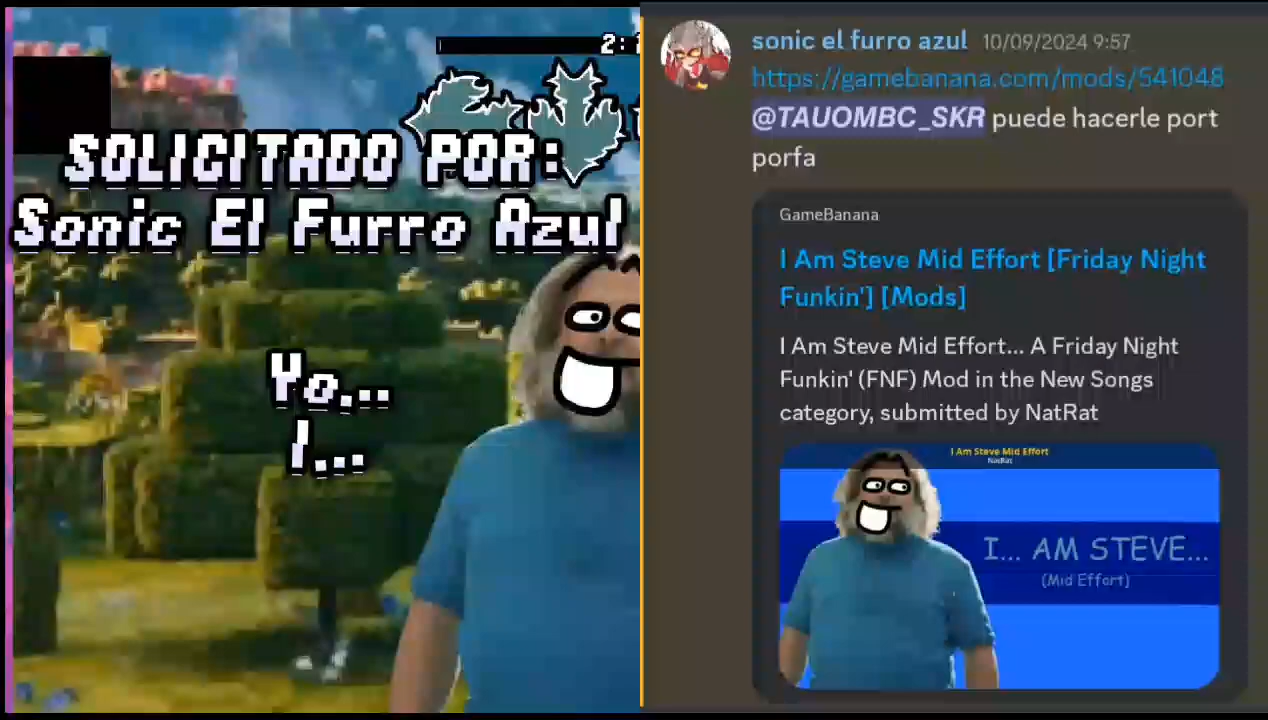 2:
SOLICITADO POR:
Sonic El Furro Azul
Yo...
I...
sonic el furro azul 10/09/2024 9:57
https://gamebanana.com/mods/541048
@TAUOMBC_SKR puede hacerle port
porfa
GameBanana
I Am Steve Mid Effort [Friday Night
Funkin'] [Mods]
I Am Steve Mid Effort... A Friday Night
Funkin' (FNF) Mod in the New Songs
category, submitted by NatRat
I Am Steve Mid Effort
NatRat
I... AM STEVE...
(Mid Effort)